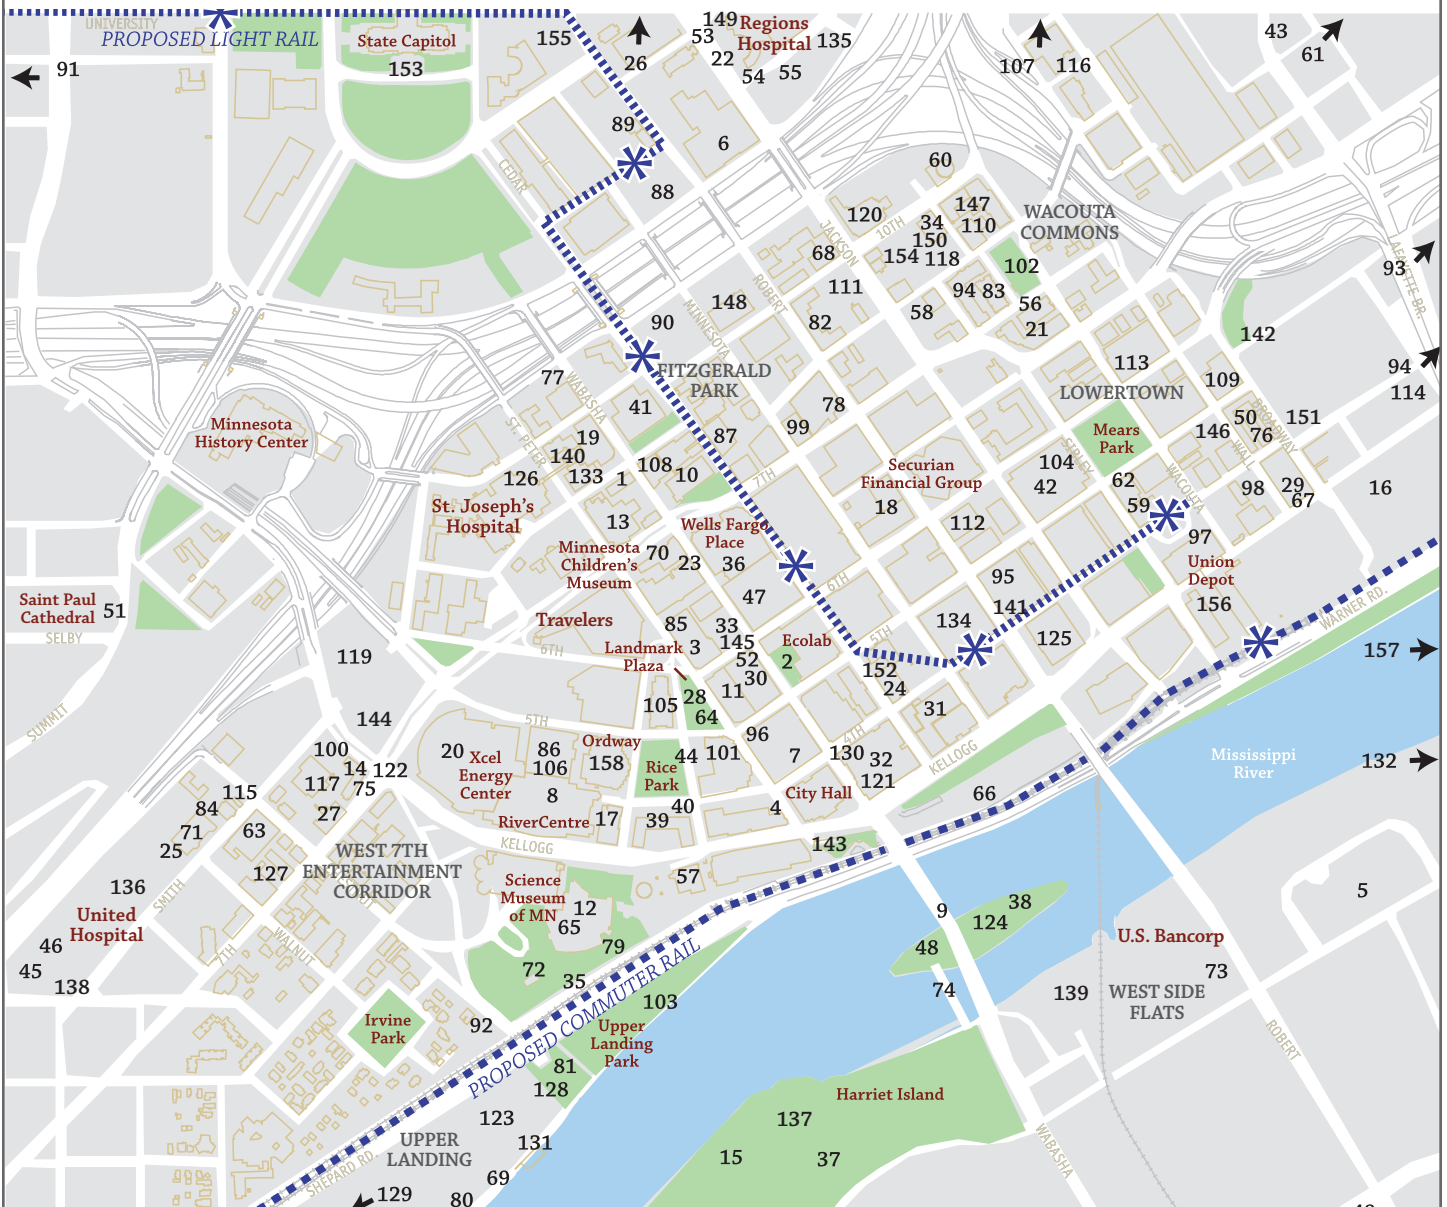 UNIVERSITY
PROPOSED LIGHT RAIL
State Capitol
153
91
155
26
149
53
22
Regions
Hospital
135
54
55
107
116
43
61
89
6
88
CEDAR
60
120
10TH
JACKSON
68
147
34
110
150
154
118
WACOUTA
COMMONS
102
93
LAFAYETTE BR.
94
83
56
21
58
111
82
148
ROBERT
MINNESOTA
90
FITZGERALD
PARK
77
WABASHA
41
142
94
114
113
LOWERTOWN
109
BROADWAY
50
151
146
76
WALL
Mears
Park
78
99
87
Minnesota
History Center
ST. PETER
19
140
133
126
1
108
10
7TH
St. Joseph's
Hospital
13
Securian
Financial Group
18
112
104
42
SIBLEY
62
59
WACOUTA
98
29
67
16
97
Union
Depot
156
Wells Fargo
Place
36
Minnesota
Children's
Museum
70
23
47
6TH
95
141
134
125
WARNER RD.
157
Saint Paul
Cathedral
51
SELBY
Travelers
6TH
85
33
Landmark
Plaza
3
145
52
30
Ecolab
2
5TH
152
24
31
119
SUMMIT
105
28
64
11
144
5TH
96
100
14
117
122
75
27
20
Xcel
Energy
Center
86
106
8
Ordway
158
44
101
Rice
Park
7
4TH
130
32
121
KELLOGG
City Hall
4
66
Mississippi
River
132
115
84
71
25
63
127
RiverCentre
17
40
39
KELLOGG
143
WEST 7TH
ENTERTAINMENT
CORRIDOR
57
136
SMITH
United
Hospital
46
45
138
7TH
WALNUT
Science
Museum
of MN
12
65
79
72
35
9
38
124
48
74
5
U.S. Bancorp
73
139
WEST SIDE
FLATS
PROPOSED COMMUTER RAIL
103
Upper
Landing
Park
Irvine
Park
92
81
128
ROBERT
Harriet Island
137
15
37
WABASHA
123
131
UPPER
LANDING
SHEPARD RD.
69
129
80